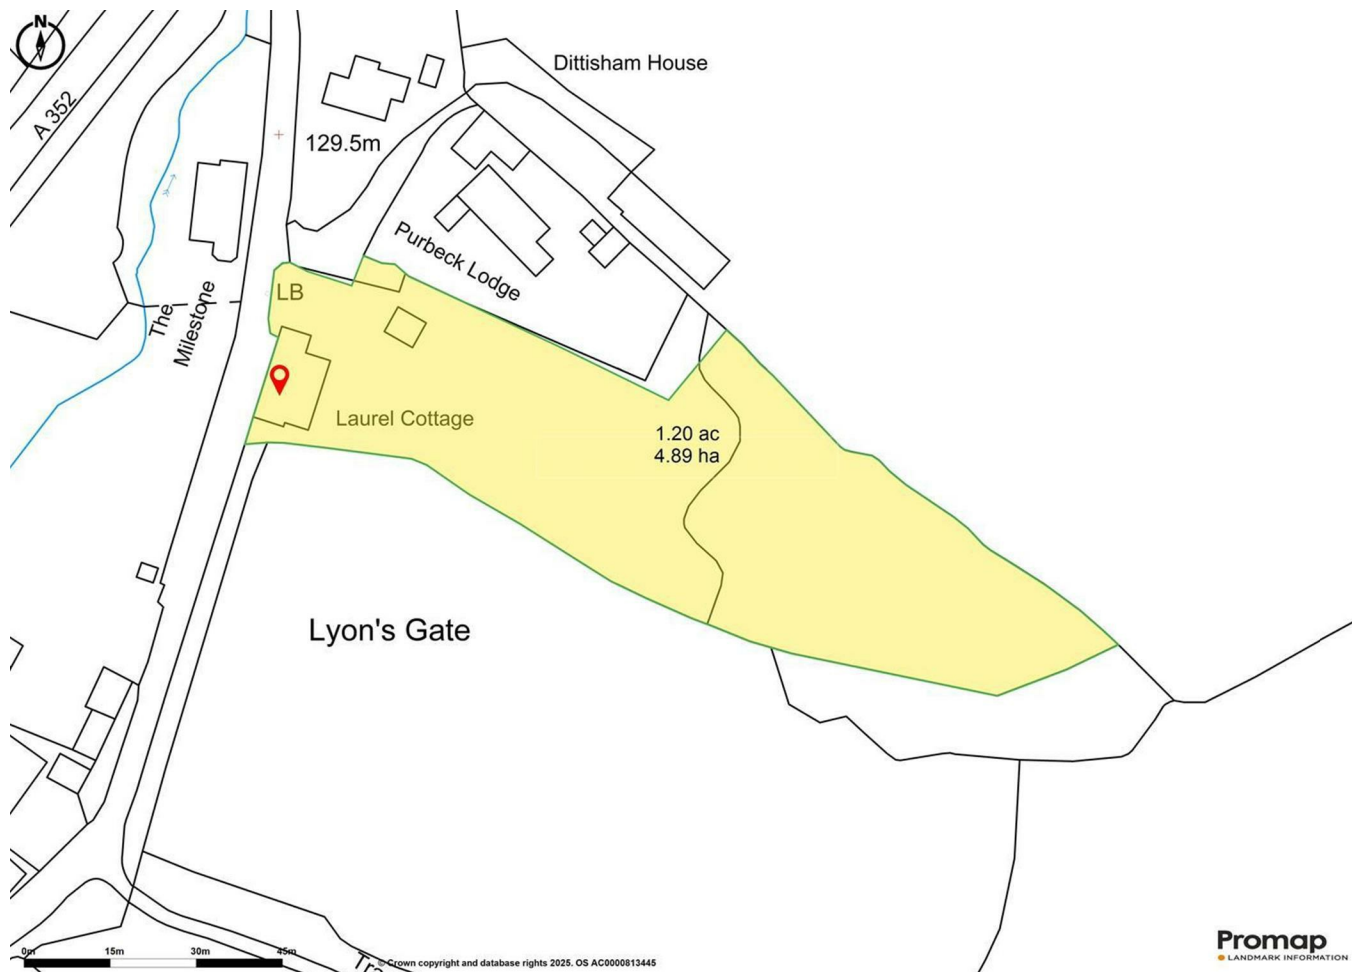 N
Dittisham House
A 352
129.5m
Purbeck Lodge
LB
The
Milestone
Laurel Cottage
1.20 ac
4.89 ha
Lyon's Gate
Promap
LANDMARK INFORMATION
0m 15m 30m 45m
Tra
© Crown copyright and database rights 2025. OS AC0000813445